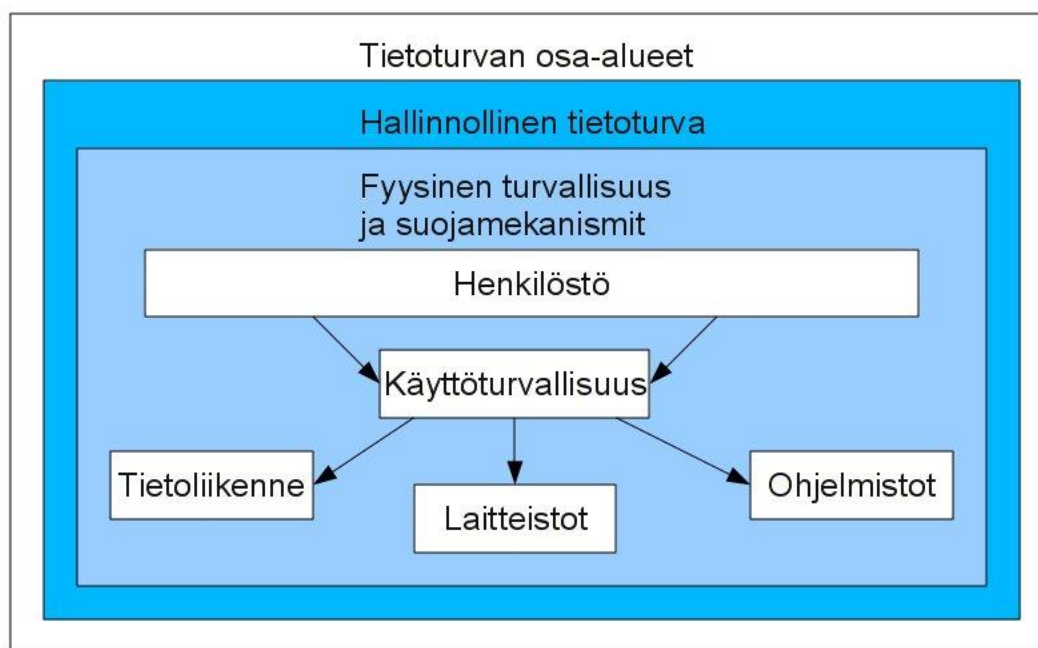 Tietoturvan osa-alueet
Hallinnollinen tietoturva
Fyysinen turvallisuus
ja suojamekanismit
Henkilöstö
Käyttöturvallisuus
Tietoliikenne
Laitteistot
Ohjelmistot